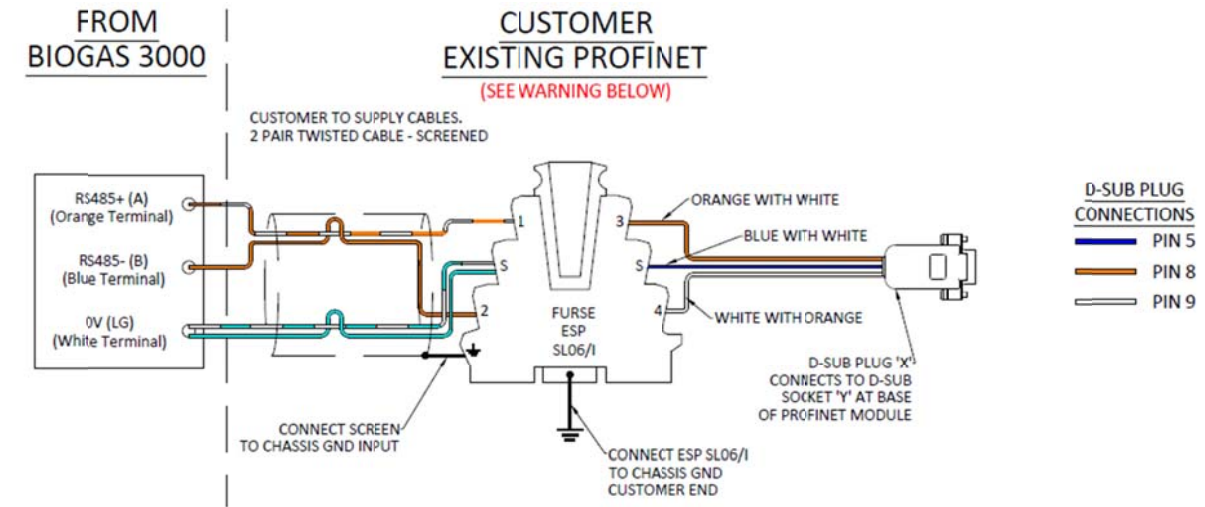 FROM
BIOGAS 3000
CUSTOMER
EXISTING PROFINET
(SEE WARNING BELOW)
CUSTOMER TO SUPPLY CABLES.
2 PAIR TWISTED CABLE - SCREENED
RS485+ (A)
(Orange Terminal)
RS485- (B)
(Blue Terminal)
0V (LG)
(White Terminal)
1
S
2
3
S
4
FURSE
ESP
SL06/I
ORANGE WITH WHITE
BLUE WITH WHITE
WHITE WITH ORANGE
D-SUB PLUG 'X'
CONNECTS TO D-SUB
SOCKET 'Y' AT BASE
OF PROFINET MODULE
CONNECT SCREEN
TO CHASSIS GND INPUT
CONNECT ESP SL06/I
TO CHASSIS GND
CUSTOMER END
D-SUB PLUG
CONNECTIONS
PIN 5
PIN 8
PIN 9